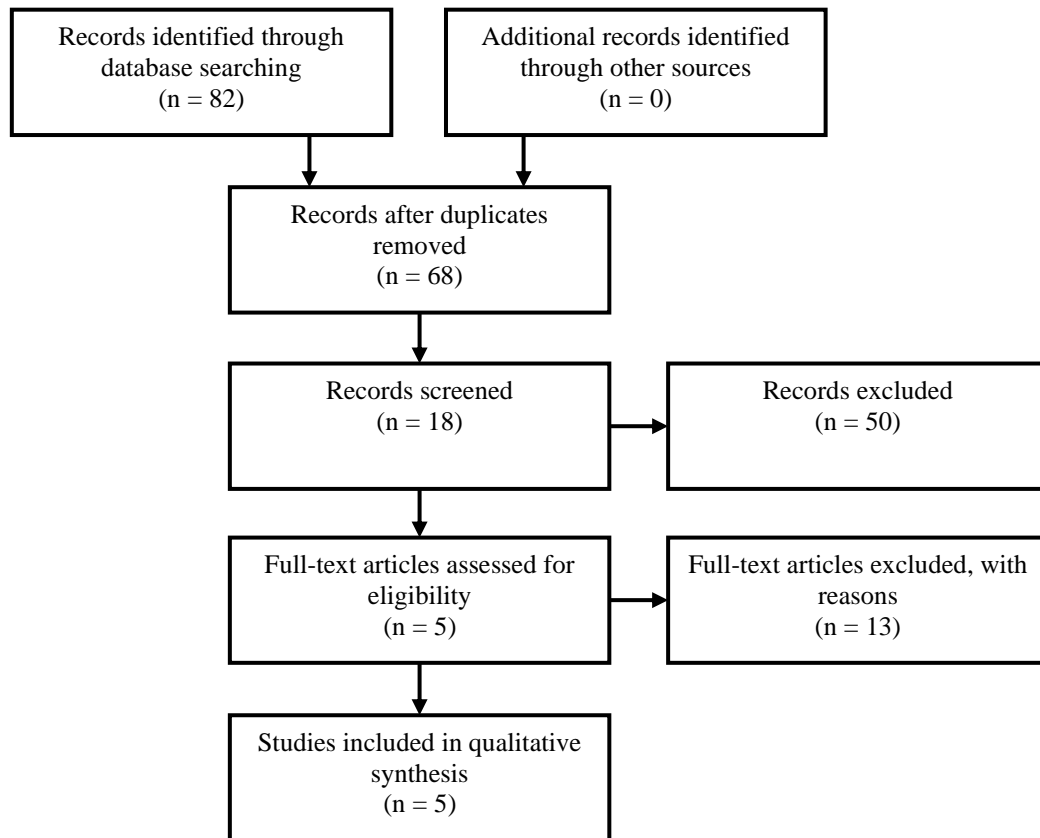 Records identified through
database searching
(n = 82)
Additional records identified
through other sources
(n = 0)
Records after duplicates
removed
(n = 68)
Records screened
(n = 18)
Records excluded
(n = 50)
Full-text articles assessed for
eligibility
(n = 5)
Full-text articles excluded, with
reasons
(n = 13)
Studies included in qualitative
synthesis
(n = 5)